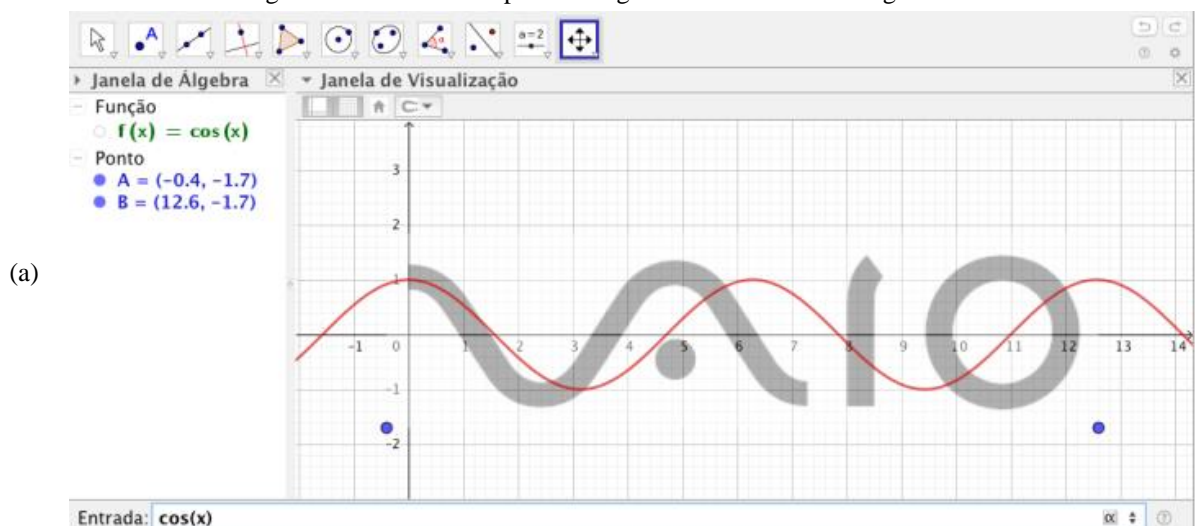 A
α
a=2
Janela de Álgebra
Janela de Visualização
Função
f(x) = cos(x)
Ponto
A = (-0.4, -1.7)
B = (12.6, -1.7)
3
2
1
-1 0 1 2 3 4 5 6 7 8 9 10 11 12 13 14
-1
-2
VAIO
(a)
Entrada: cos(x)
α